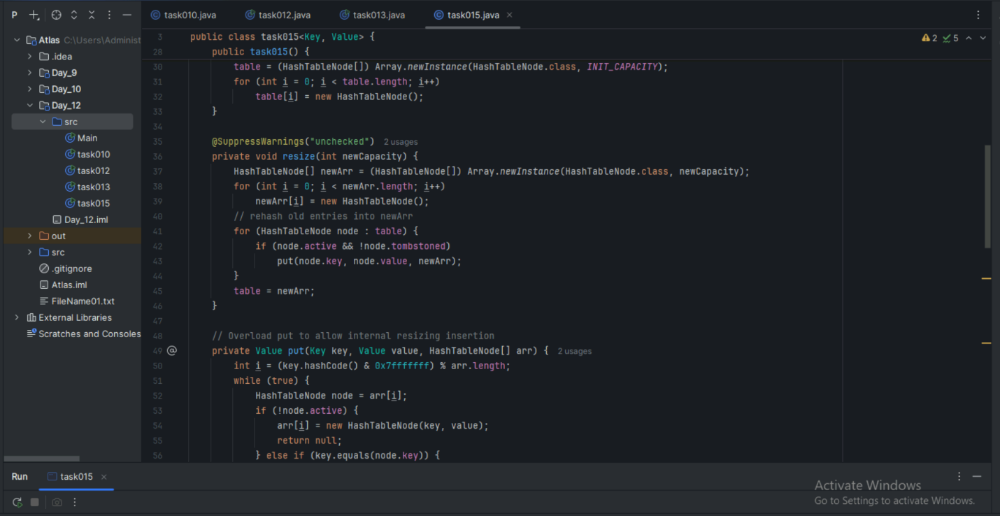 P
task010.java task012.java task013.java task015.java
Atlas C:\Users\Administ
.idea
Day_9
Day_10
Day_12
src
Main
task010
task012
task013
task015
Day_12.iml
out
src
.gitignore
Atlas.iml
FileName01.txt
External Libraries
Scratches and Consoles
2 5
3 public class task015<Key, Value> {
28 public task015() {
30 table = (HashTableNode[]) Array.newInstance(HashTableNode.class, INIT_CAPACITY);
31 for (int i = 0; i < table.length; i++)
32 table[i] = new HashTableNode();
33 }
34
35 @SuppressWarnings("unchecked") 2 usages
36 private void resize(int newCapacity) {
37 HashTableNode[] newArr = (HashTableNode[]) Array.newInstance(HashTableNode.class, newCapacity);
38 for (int i = 0; i < newArr.length; i++)
39 newArr[i] = new HashTableNode();
40 // rehash old entries into newArr
41 for (HashTableNode node : table) {
42 if (node.active && !node.tombstoned)
43 put(node.key, node.value, newArr);
44 }
45 table = newArr;
46 }
47
48 // Overload put to allow internal resizing insertion
49 @ private Value put(Key key, Value value, HashTableNode[] arr) { 2 usages
50 int i = (key.hashCode() & 0x7fffffff) % arr.length;
51 while (true) {
52 HashTableNode node = arr[i];
53 if (!node.active) {
54 arr[i] = new HashTableNode(key, value);
55 return null;
56 } else if (key.equals(node.key)) {
Run task015
Activate Windows
Go to Settings to activate Windows.